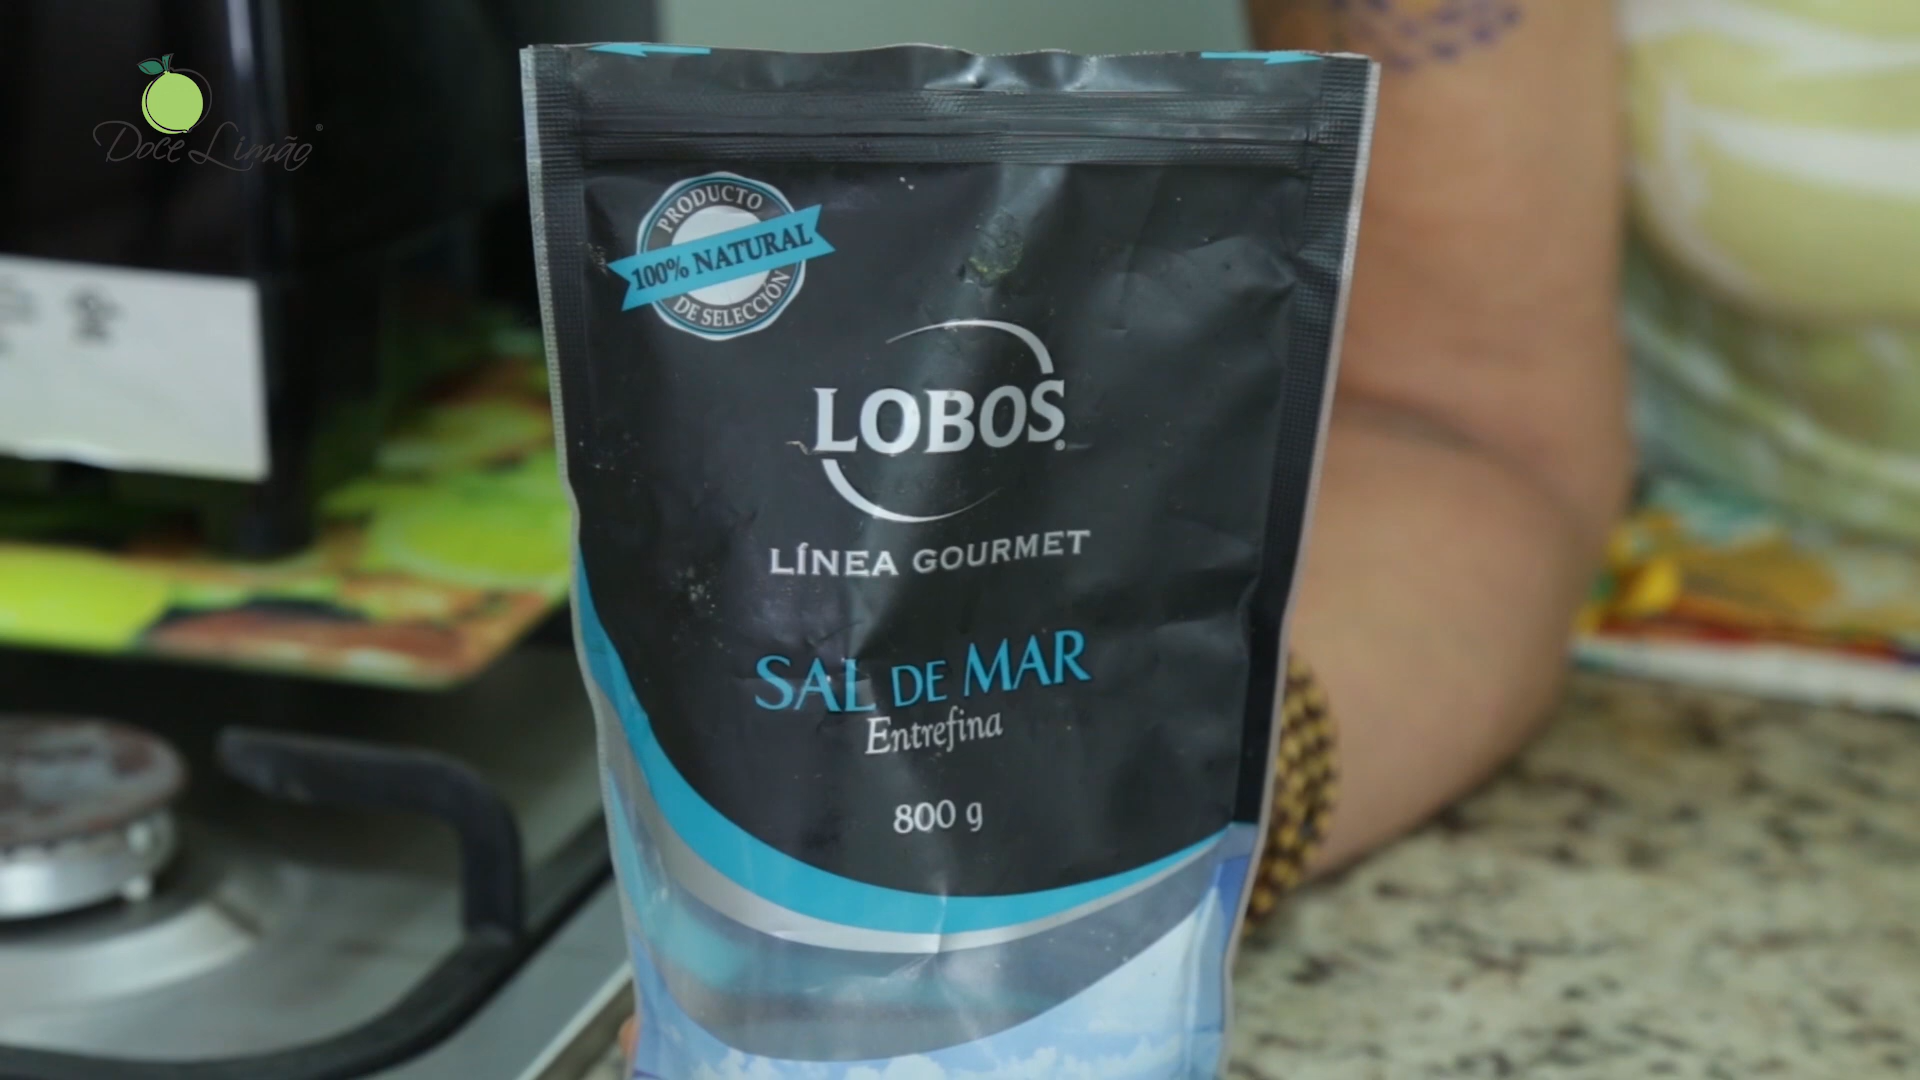 Doce Limão®
PRODUCTO
100% NATURAL
DE SELECCIÓN
LOBOS®
LÍNEA GOURMET
SAL DE MAR
Entrefina
800 g